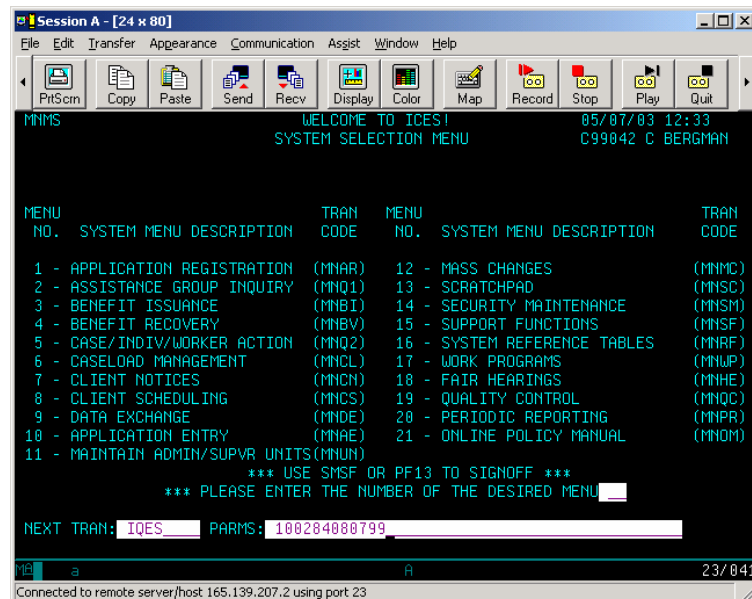 Session A - [24 x 80]
File Edit Transfer Appearance Communication Assist Window Help
PrtScrn Copy Paste Send Recv Display Color Map Record Stop Play Quit
MNMS WELCOME TO ICES! 05/07/03 12:33
SYSTEM SELECTION MENU C99042 C BERGMAN
MENU TRAN MENU TRAN
NO. SYSTEM MENU DESCRIPTION CODE NO. SYSTEM MENU DESCRIPTION CODE
1 - APPLICATION REGISTRATION (MNAR) 12 - MASS CHANGES (MNMC)
2 - ASSISTANCE GROUP INQUIRY (MNQ1) 13 - SCRATCHPAD (MNSC)
3 - BENEFIT ISSUANCE (MNBI) 14 - SECURITY MAINTENANCE (MNSM)
4 - BENEFIT RECOVERY (MNBV) 15 - SUPPORT FUNCTIONS (MNSF)
5 - CASE/INDIV/WORKER ACTION (MNQ2) 16 - SYSTEM REFERENCE TABLES (MNRF)
6 - CASELOAD MANAGEMENT (MNCL) 17 - WORK PROGRAMS (MNWP)
7 - CLIENT NOTICES (MNCN) 18 - FAIR HEARINGS (MNHE)
8 - CLIENT SCHEDULING (MNCS) 19 - QUALITY CONTROL (MNQC)
9 - DATA EXCHANGE (MNDE) 20 - PERIODIC REPORTING (MNPR)
10 - APPLICATION ENTRY (MNAE) 21 - ONLINE POLICY MANUAL (MNOM)
11 - MAINTAIN ADMIN/SUPVR UNITS(MNUN)
*** USE SMSF OR PF13 TO SIGNOFF ***
*** PLEASE ENTER THE NUMBER OF THE DESIRED MENU __
NEXT TRAN: IQES____ PARMS: 100284080799_
MA a A 23/041
Connected to remote server/host 165.139.207.2 using port 23